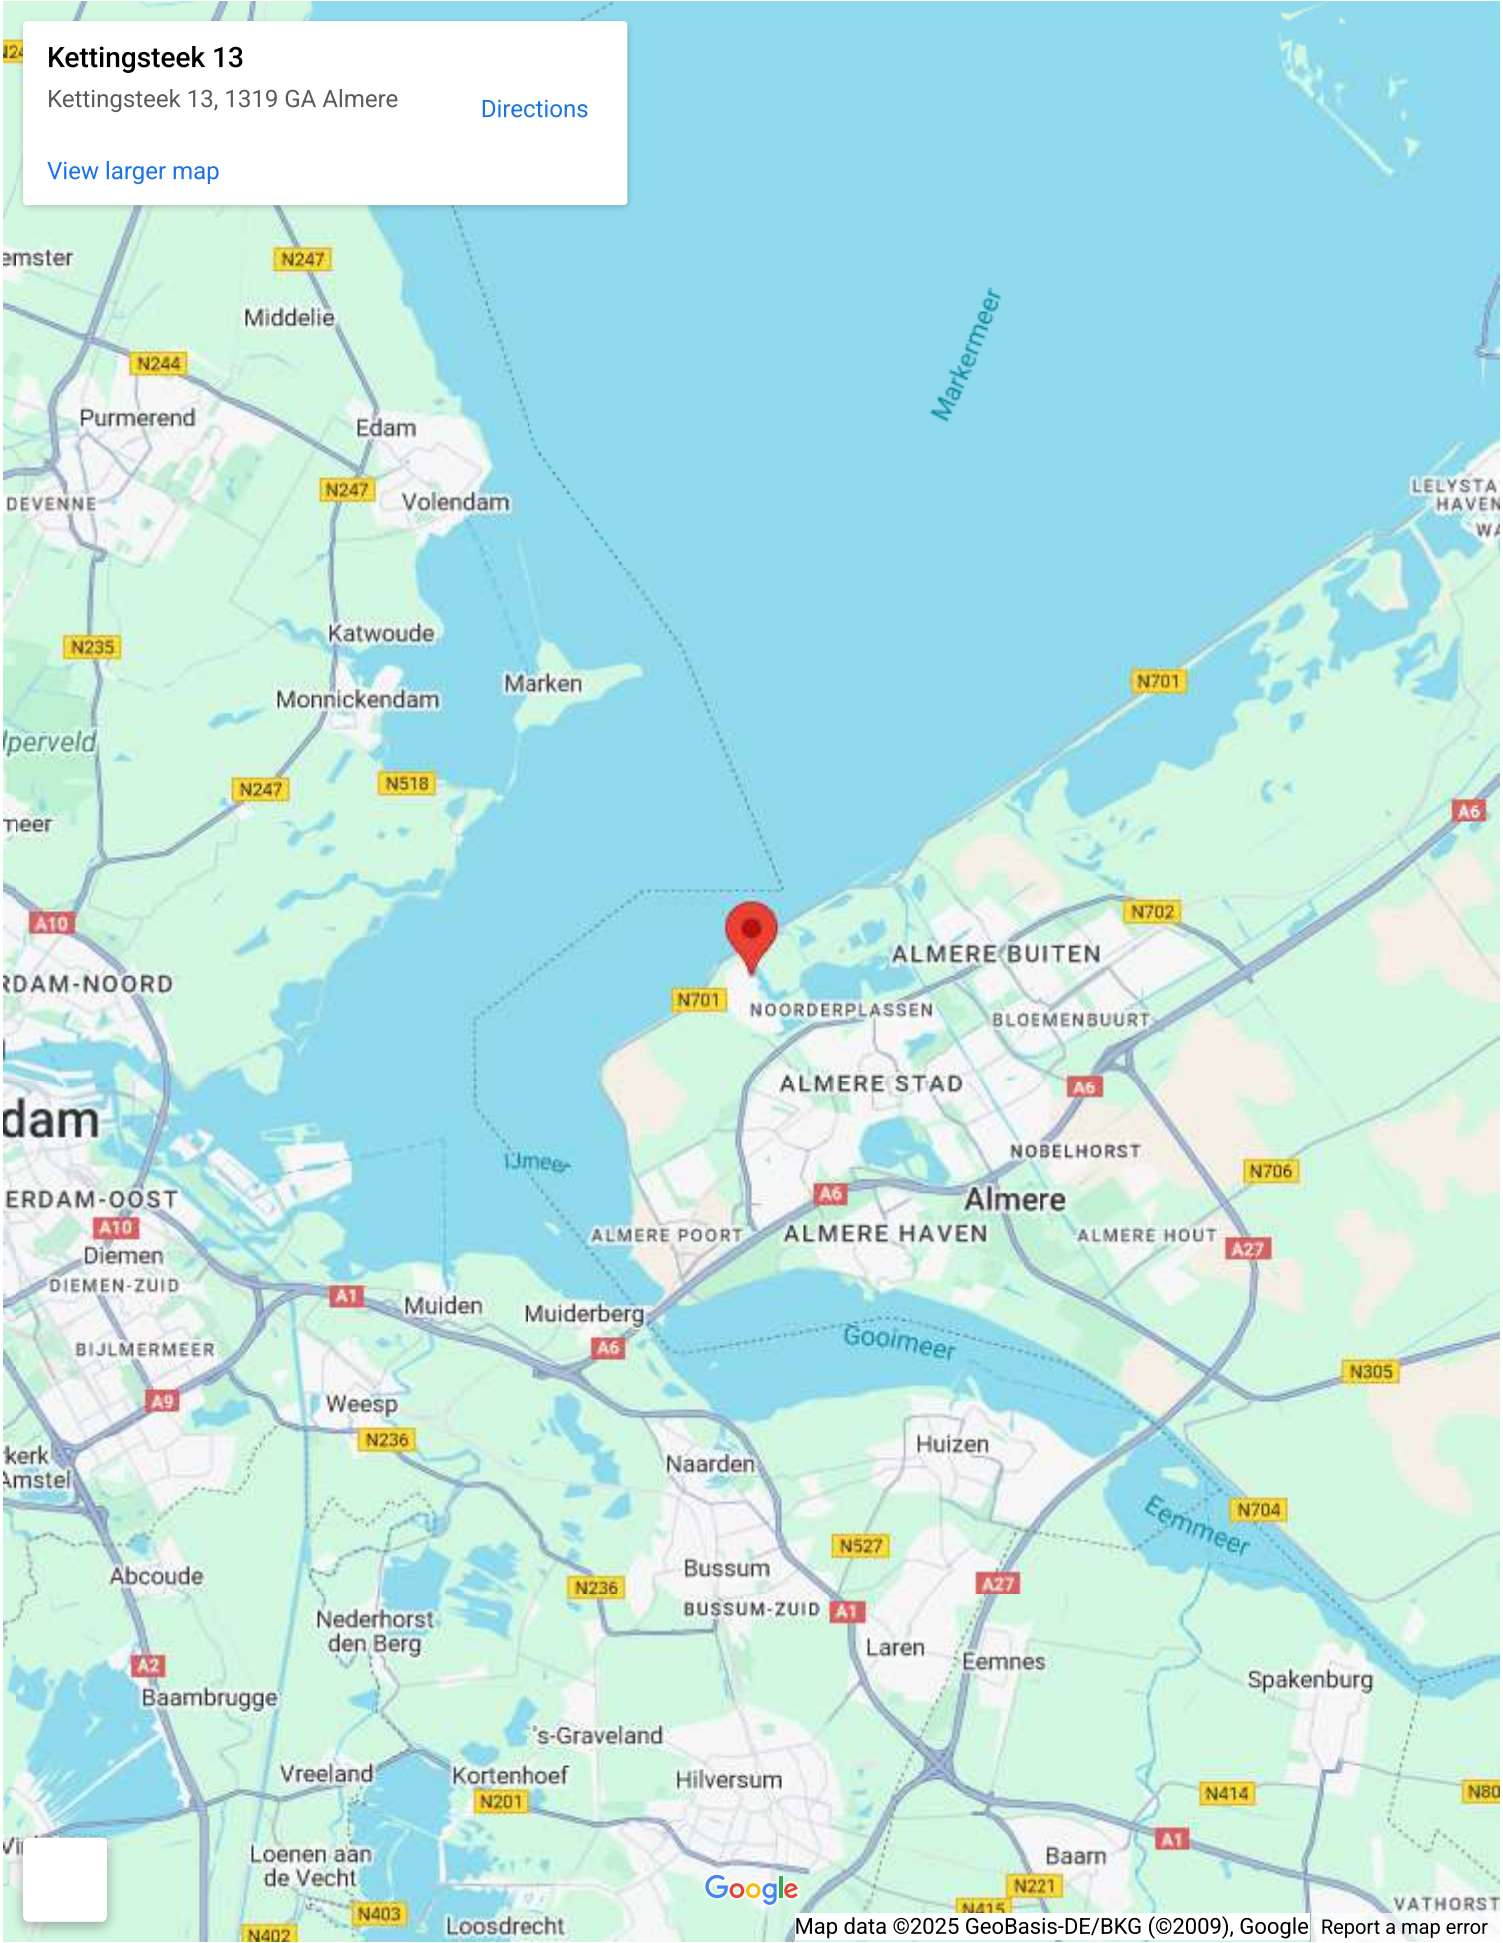 Kettingsteek 13
Kettingsteek 13, 1319 GA Almere
Directions
View larger map
emster
N247
Middelie
N244
Markermeer
Purmerend
Edam
N247
Volendam
DEVENNE
LELYSTA
HAVEN
WA
Katwoude
N235
Marken
N701
Monnickendam
lperveld
N518
N247
A6
meer
N702
A10
ALMERE BUITEN
RDAM-NOORD
N701
NOORDERPLASSEN
BLOEMENBUURT
ALMERE STAD
A6
dam
NOBELHORST
IJmeer
N706
ERDAM-OOST
A6
Almere
A10
ALMERE POORT
ALMERE HAVEN
ALMERE HOUT
A27
Diemen
DIEMEN-ZUID
A1
Muiden
Muiderberg
Gooimeer
BIJLMERMEER
A6
N305
A9
Weesp
N236
Huizen
kerk
Amstel
Naarden
Eemmeer
N704
N527
Abcoude
Bussum
N236
A27
BUSSUM-ZUID
A1
Nederhorst
den Berg
Laren
Eemnes
A2
Spakenburg
Baambrugge
's-Graveland
Vreeland
Kortenhoef
Hilversum
N201
N414
N80
A1
Vi
Loenen aan
de Vecht
Baarn
N221
Google
N403
N415
VATHORST
N402
Loosdrecht
Map data ©2025 GeoBasis-DE/BKG (©2009), Google
Report a map error